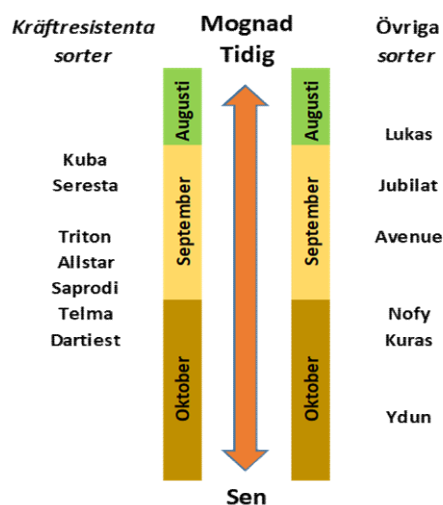 Kräftresistenta
sorter
Mognad
Tidig
Övriga
sorter
Augusti
September
Oktober
Kuba
Seresta
Triton
Allstar
Saprodi
Telma
Dartiest
Augusti
September
Oktober
Lukas
Jubilat
Avenue
Nofy
Kuras
Ydun
Sen